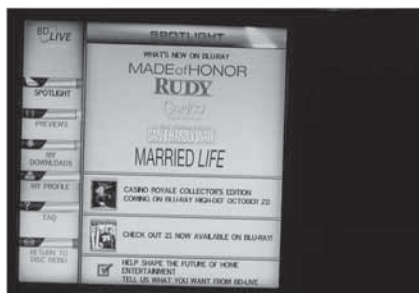 BD LIVE
SPOTLIGHT
PREVIEWS
MY
DOWNLOADS
MY PROFILE
FAQ
RETURN TO
DISC MENU
SPOTLIGHT
WHAT'S NEW ON BLU-RAY
MADE of HONOR
RUDY
MARRIED LIFE
CASINO ROYALE COLLECTOR'S EDITION
COMING ON BLU-RAY HIGH-DEF OCTOBER 21!
CHECK OUT 21 NOW AVAILABLE ON BLU-RAY!
HELP SHAPE THE FUTURE OF HOME
ENTERTAINMENT
TELL US WHAT YOU WANT FROM BD-LIVE